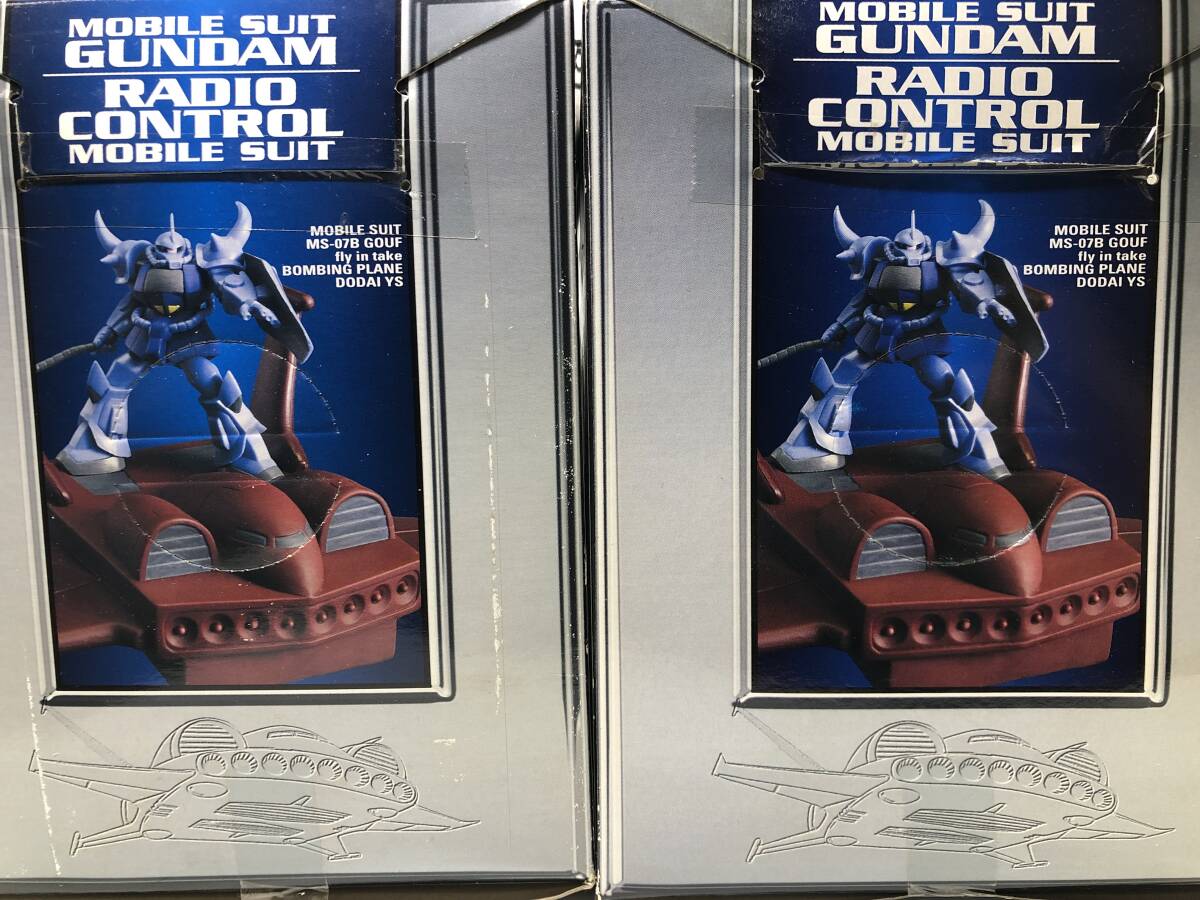 MOBILE SUIT
GUNDAM
RADIO
CONTROL
MOBILE SUIT
MOBILE SUIT
MS-07B GOUF
fly in take
BOMBING PLANE
DODAI YS
MOBILE SUIT
GUNDAM
RADIO
CONTROL
MOBILE SUIT
MOBILE SUIT
MS-07B GOUF
fly in take
BOMBING PLANE
DODAI YS